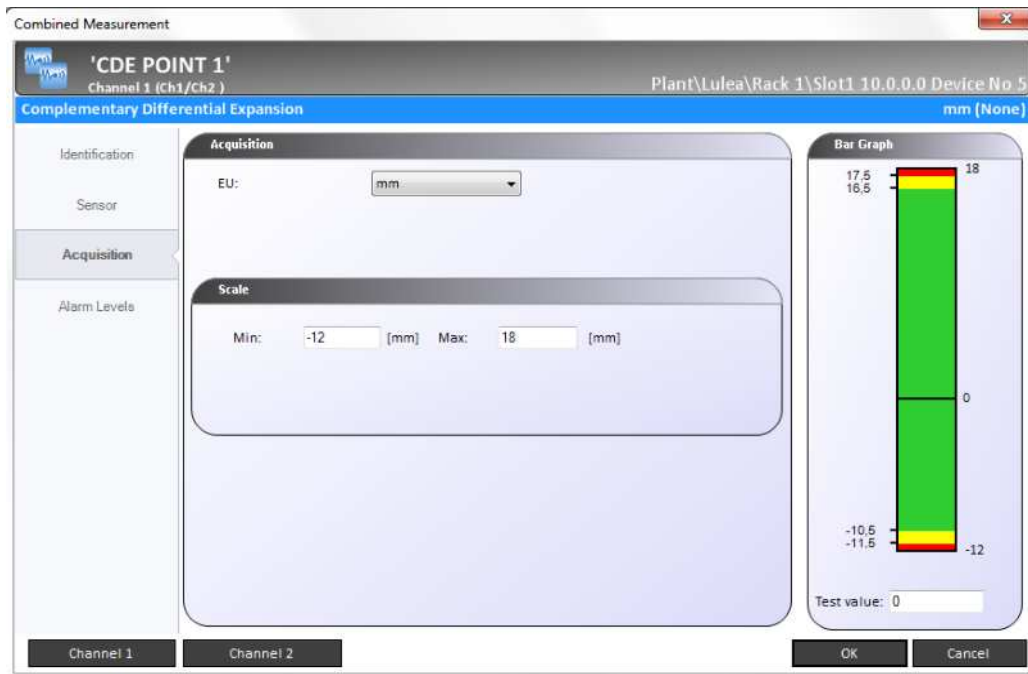 Combined Measurement
'CDE POINT 1'
Channel 1 (Ch1/Ch2 )
Plant\Lulea\Rack 1\Slot1 10.0.0.0 Device No 5
Complementary Differential Expansion
mm (None)
Identification
Sensor
Acquisition
Alarm Levels
Acquisition
EU: mm
Scale
Min: -12 [mm] Max: 18 [mm]
Bar Graph
17,5
16,5
18
0
-10,5
-11,5
-12
Test value: 0
Channel 1
Channel 2
OK
Cancel